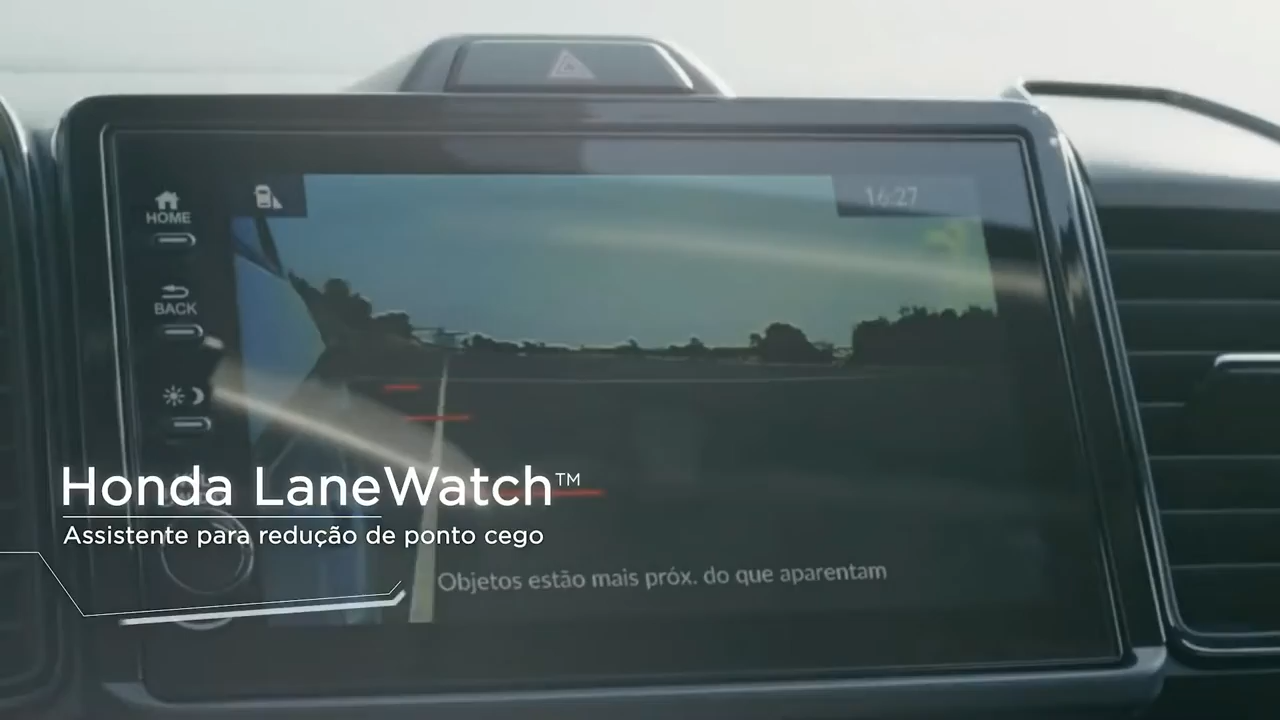 16:27
HOME
BACK
Honda LaneWatch™
Assistente para redução de ponto cego
Objetos estão mais próx. do que aparentam